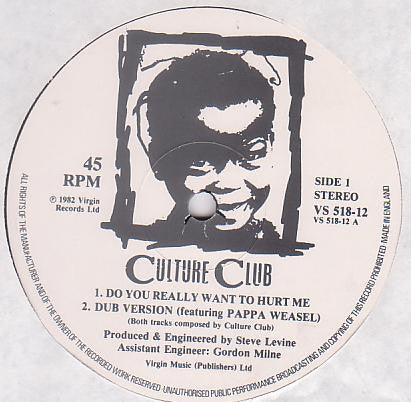 45
RPM
℗ 1982 Virgin
Records Ltd
SIDE 1
STEREO
VS 518-12
VS 518-12 A
CULTURE CLUB
1. DO YOU REALLY WANT TO HURT ME
2. DUB VERSION (featuring PAPPA WEASEL)
(Both tracks composed by Culture Club)
Produced & Engineered by Steve Levine
Assistant Engineer: Gordon Milne
Virgin Music (Publishers) Ltd
ALL RIGHTS OF THE MANUFACTURER AND OF THE OWNER OF THE RECORDED WORK RESERVED · UNAUTHORISED PUBLIC PERFORMANCE BROADCASTING AND COPYING OF THIS RECORD PROHIBITED · MADE IN ENGLAND